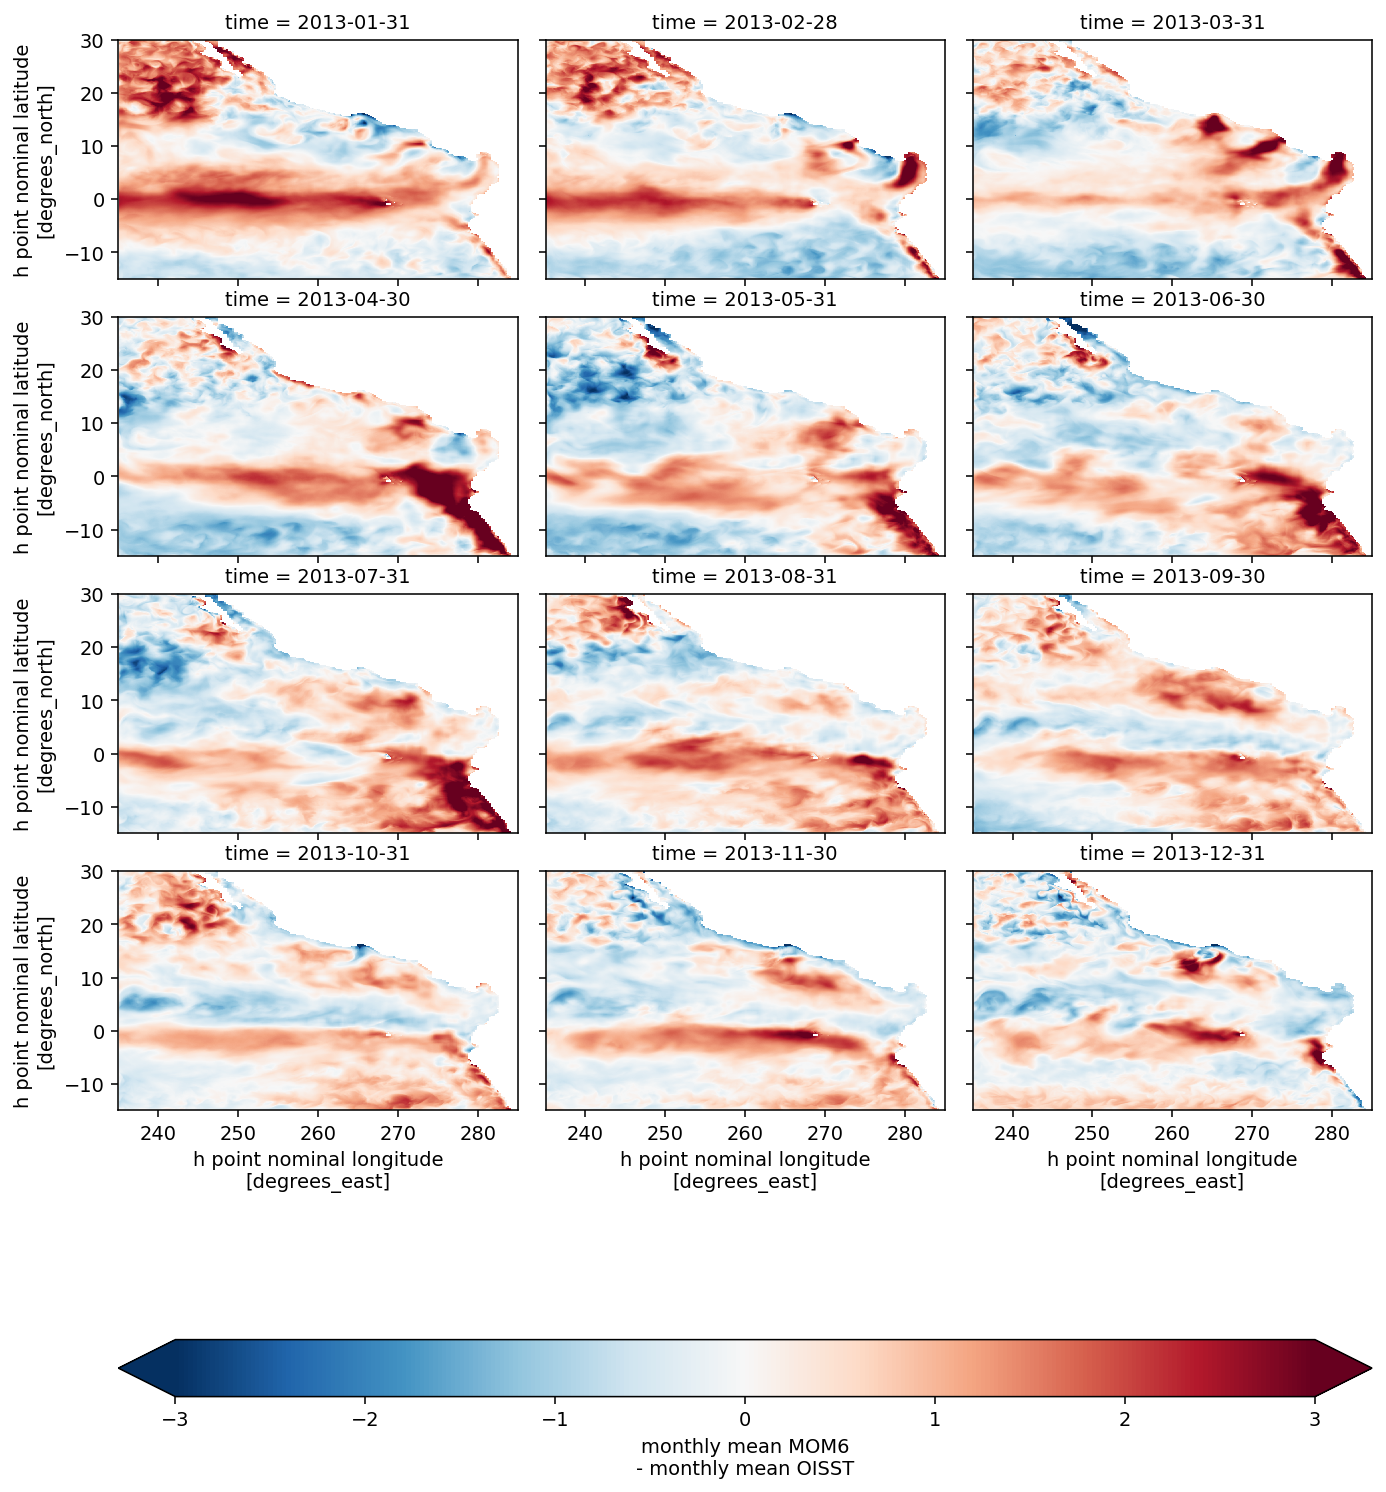 time = 2013-01-31
time = 2013-02-28
time = 2013-03-31
h point nominal latitude
[degrees_north]
30
20
10
0
−10
time = 2013-04-30
time = 2013-05-31
time = 2013-06-30
h point nominal latitude
[degrees_north]
30
20
10
0
−10
time = 2013-07-31
time = 2013-08-31
time = 2013-09-30
h point nominal latitude
[degrees_north]
30
20
10
0
−10
time = 2013-10-31
time = 2013-11-30
time = 2013-12-31
h point nominal latitude
[degrees_north]
30
20
10
0
−10
240 250 260 270 280
240 250 260 270 280
240 250 260 270 280
h point nominal longitude
[degrees_east]
h point nominal longitude
[degrees_east]
h point nominal longitude
[degrees_east]
−3 −2 −1 0 1 2 3
monthly mean MOM6
- monthly mean OISST